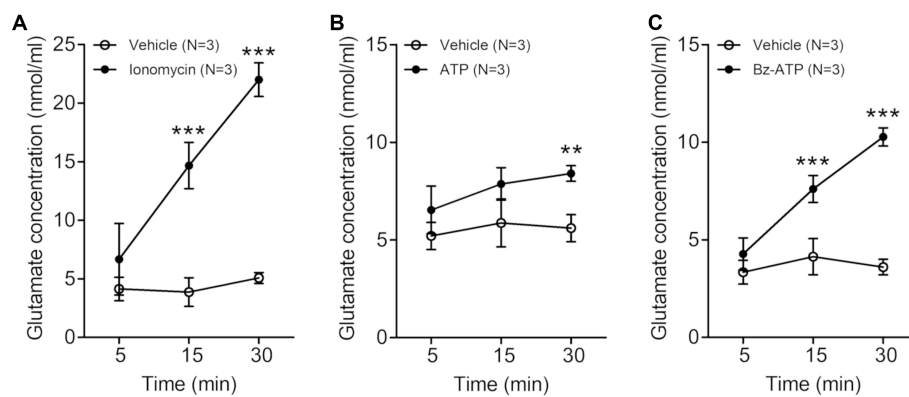 A
Glutamate concentration (nmol/ml)
25
20
15
10
5
0
Vehicle (N=3)
Ionomycin (N=3)
***
***
5 15 30
Time (min)
B
Glutamate concentration (nmol/ml)
15
10
5
0
Vehicle (N=3)
ATP (N=3)
**
5 15 30
Time (min)
C
Glutamate concentration (nmol/ml)
15
10
5
0
Vehicle (N=3)
Bz-ATP (N=3)
***
***
5 15 30
Time (min)